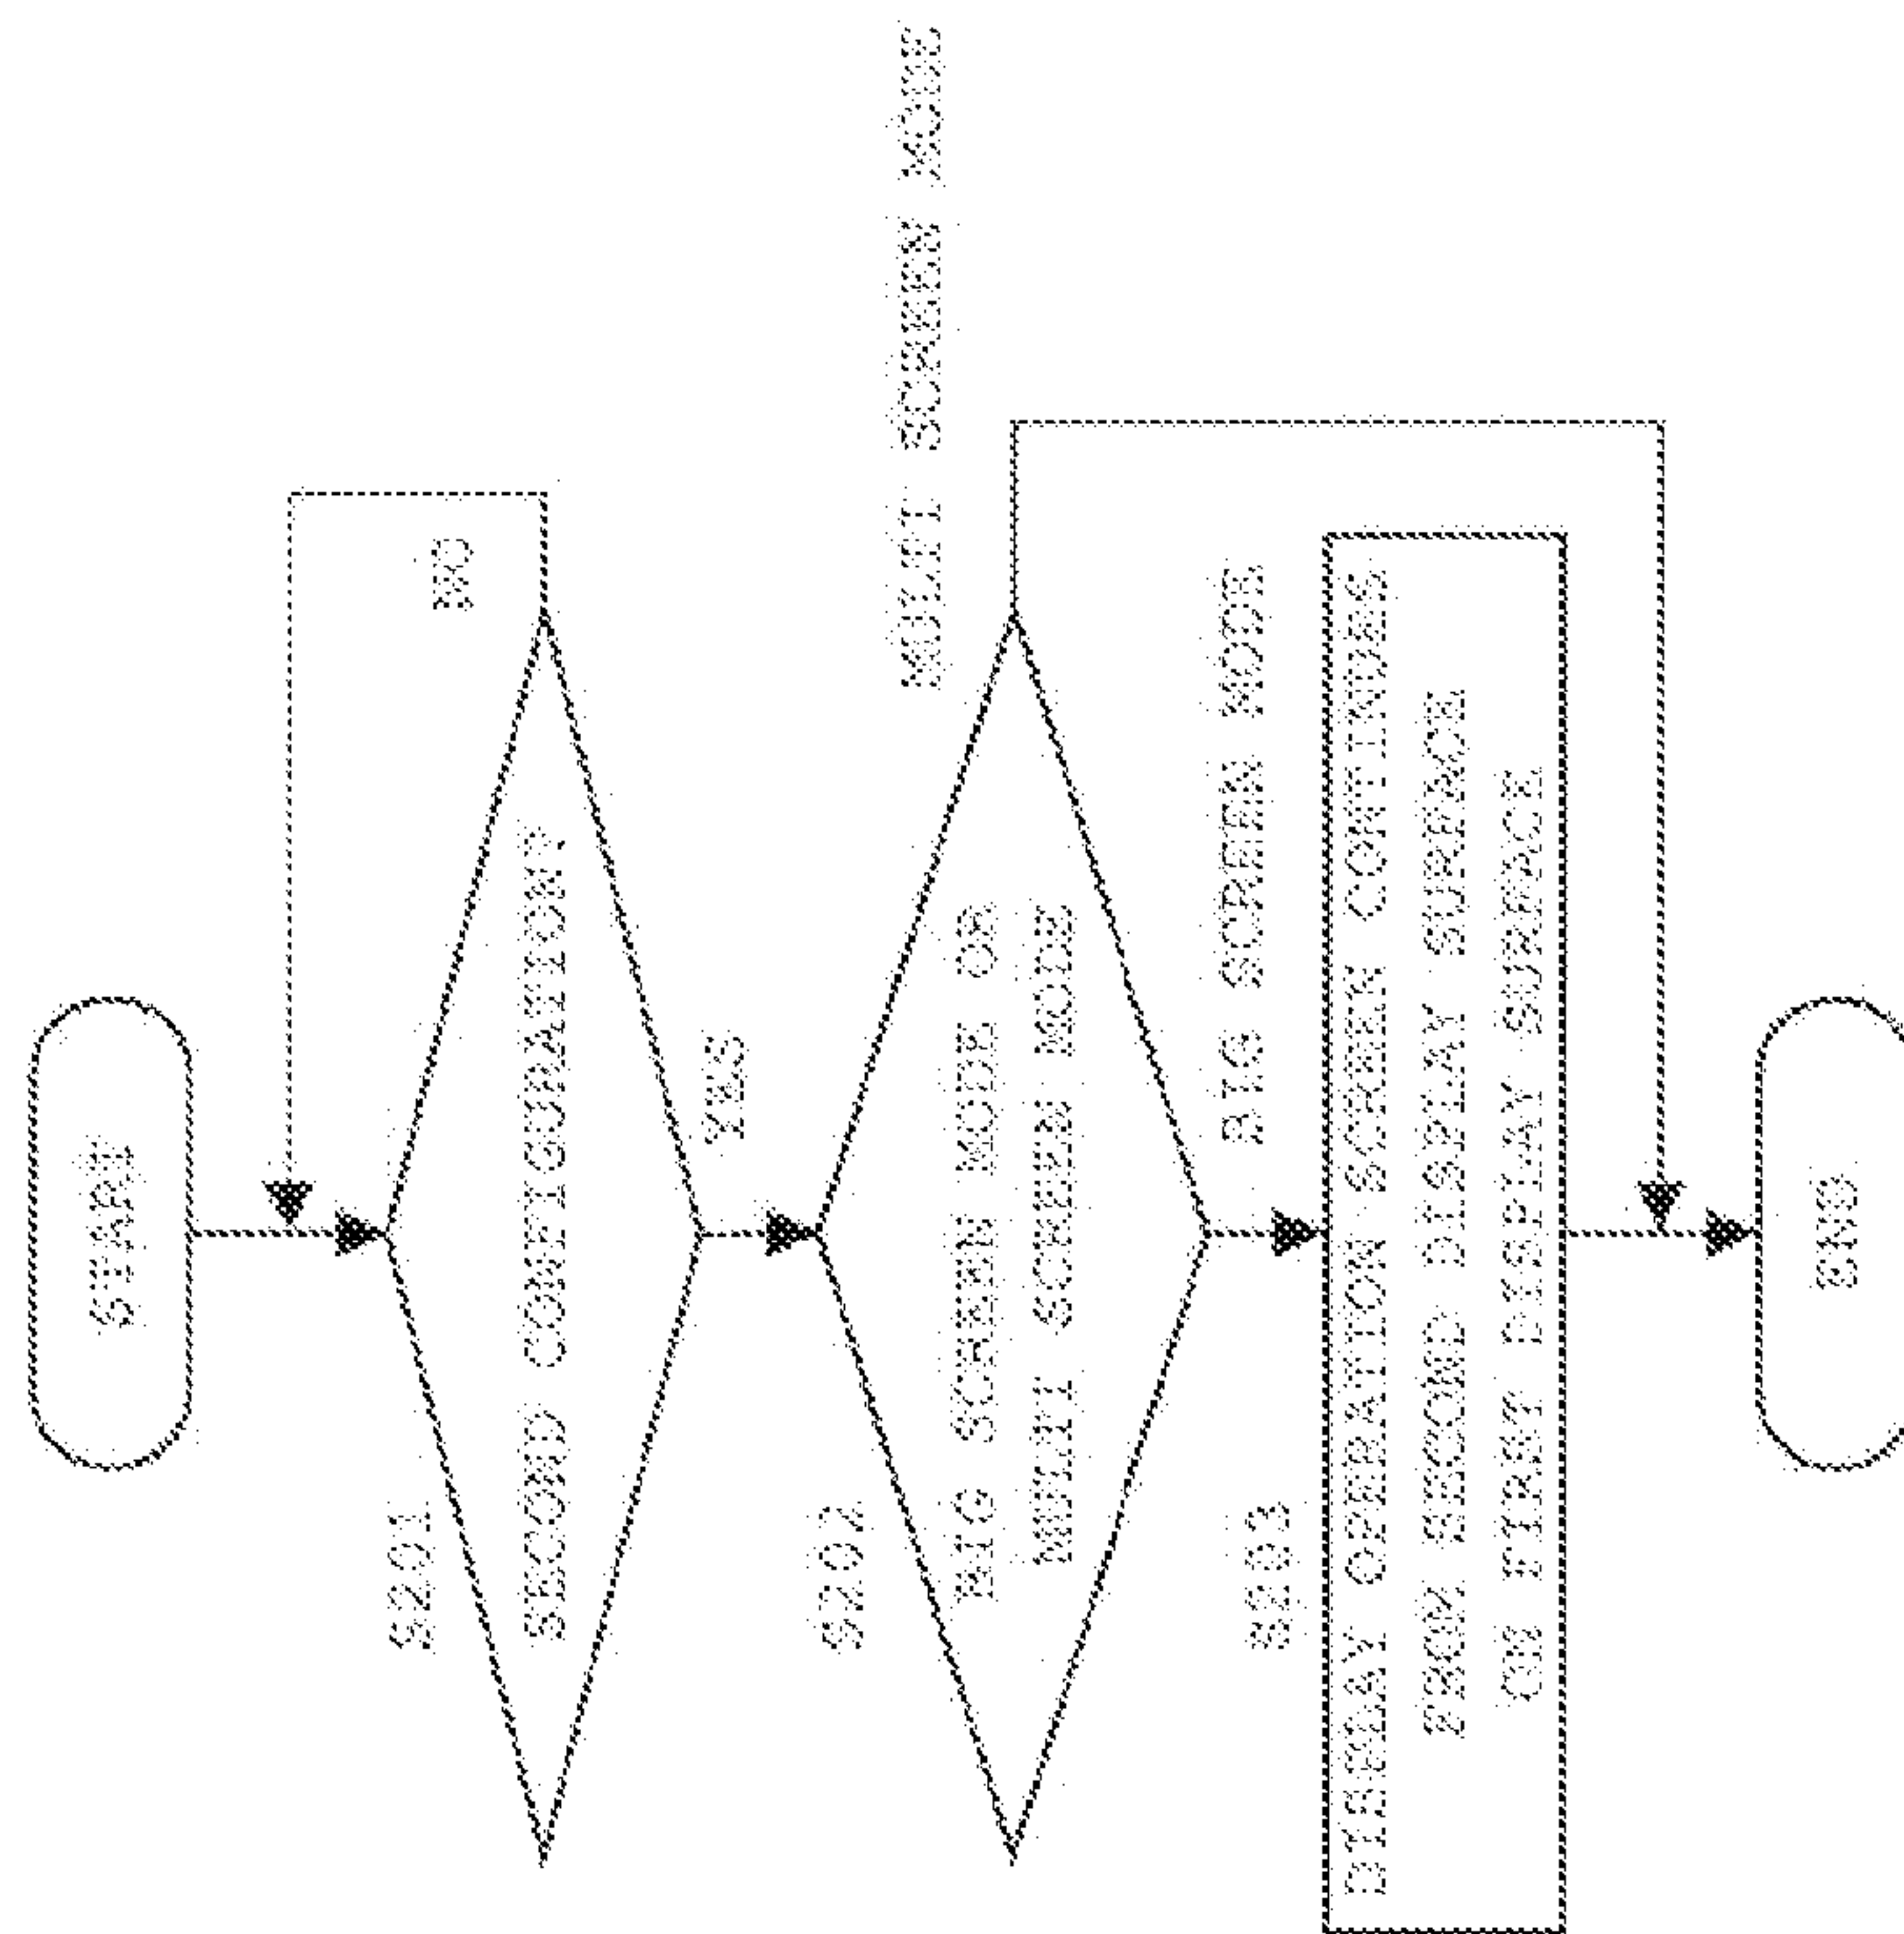 START
NO
S201
SECOND CONFIGURATION?
YES
MULTI SCREEN MODE
S202
BIG SCREEN MODE OR
MULTI SCREEN MODE
BIG SCREEN MODE
S203
DISPLAY OPERATION SCREEN CONTINUES
FROM SECOND DISPLAY SURFACE
ON FIRST DISPLAY SURFACE
END